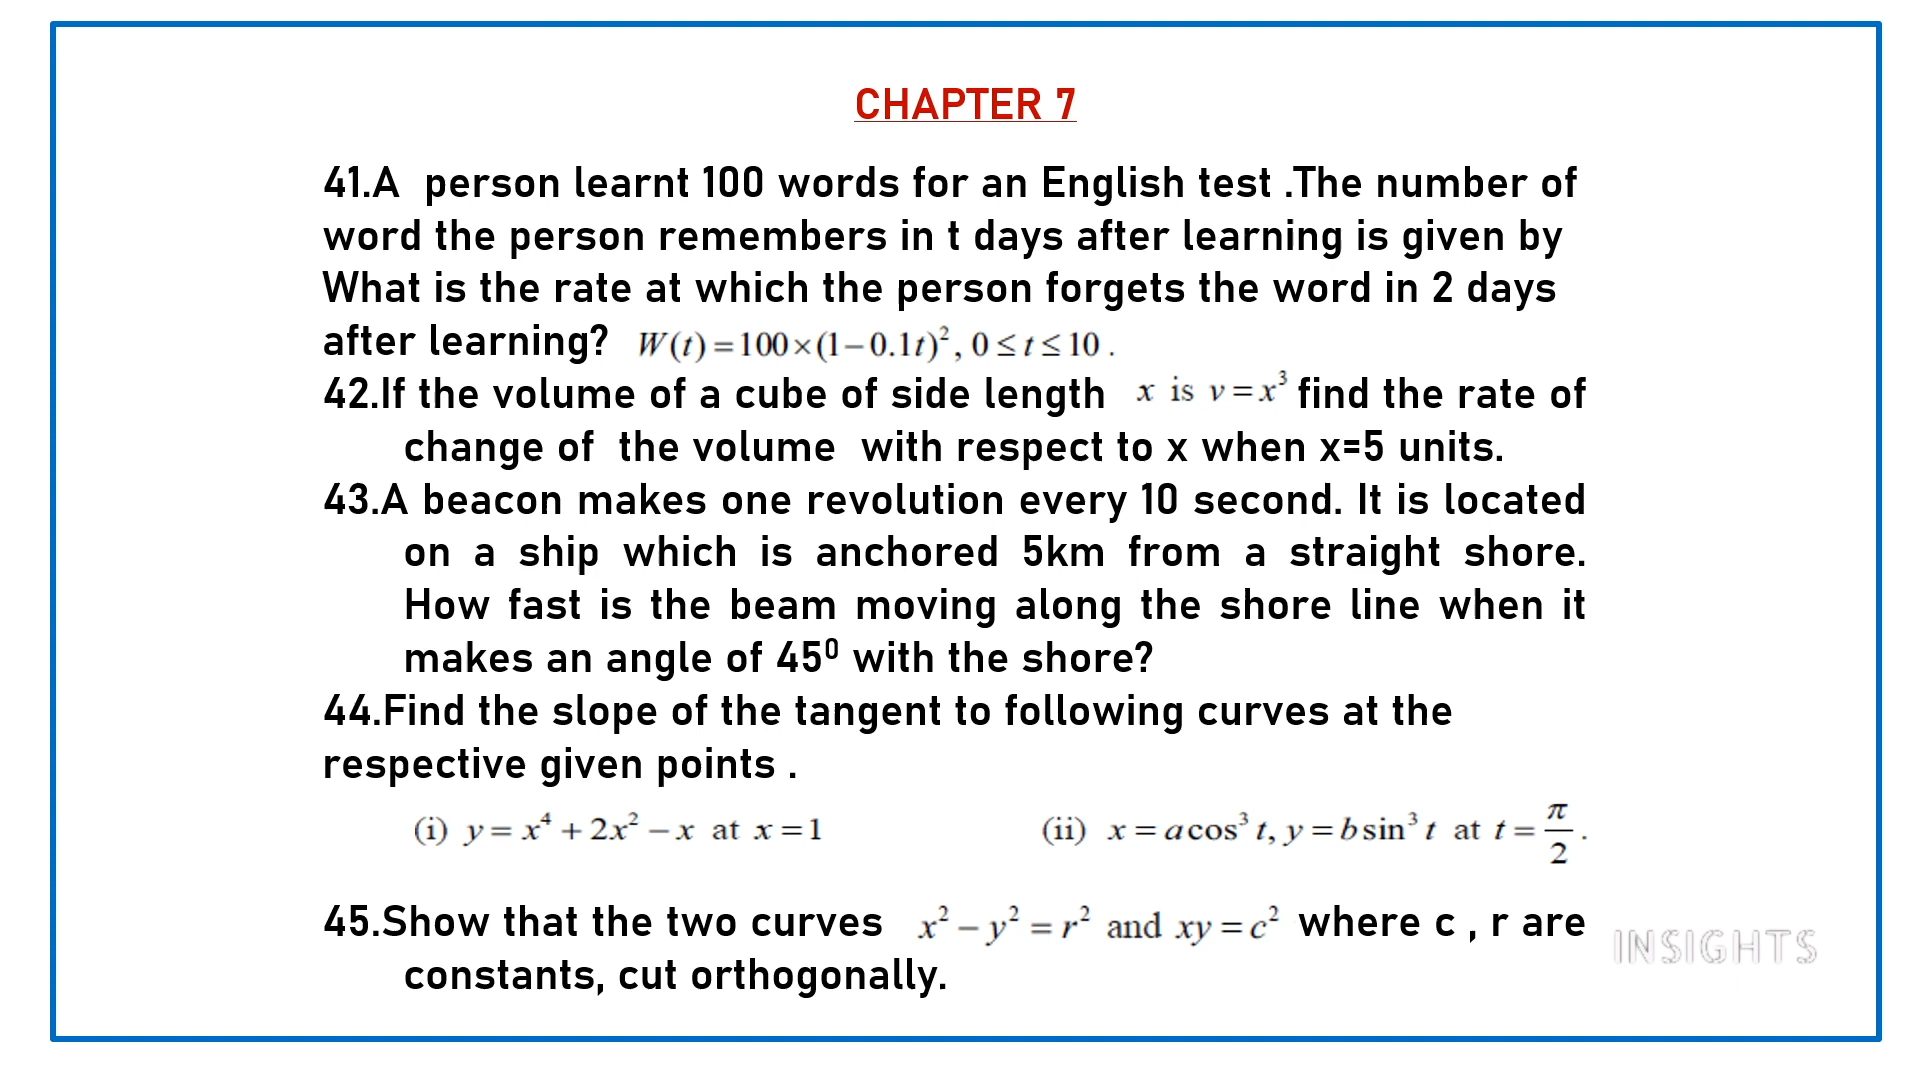 CHAPTER 7
41.A person learnt 100 words for an English test .The number of
word the person remembers in t days after learning is given by
What is the rate at which the person forgets the word in 2 days
after learning? W(t)=100×(1−0.1t)², 0≤t≤10 .
42.If the volume of a cube of side length x is v=x³ find the rate of
change of the volume with respect to x when x=5 units.
43.A beacon makes one revolution every 10 second. It is located
on a ship which is anchored 5km from a straight shore.
How fast is the beam moving along the shore line when it
makes an angle of 45⁰ with the shore?
44.Find the slope of the tangent to following curves at the
respective given points .
(i) y = x⁴ + 2x² − x at x = 1 (ii) x = a cos³ t, y = b sin³ t at t = π/2 .
45.Show that the two curves x² − y² = r² and xy = c² where c , r are
constants, cut orthogonally.
INSIGHTS